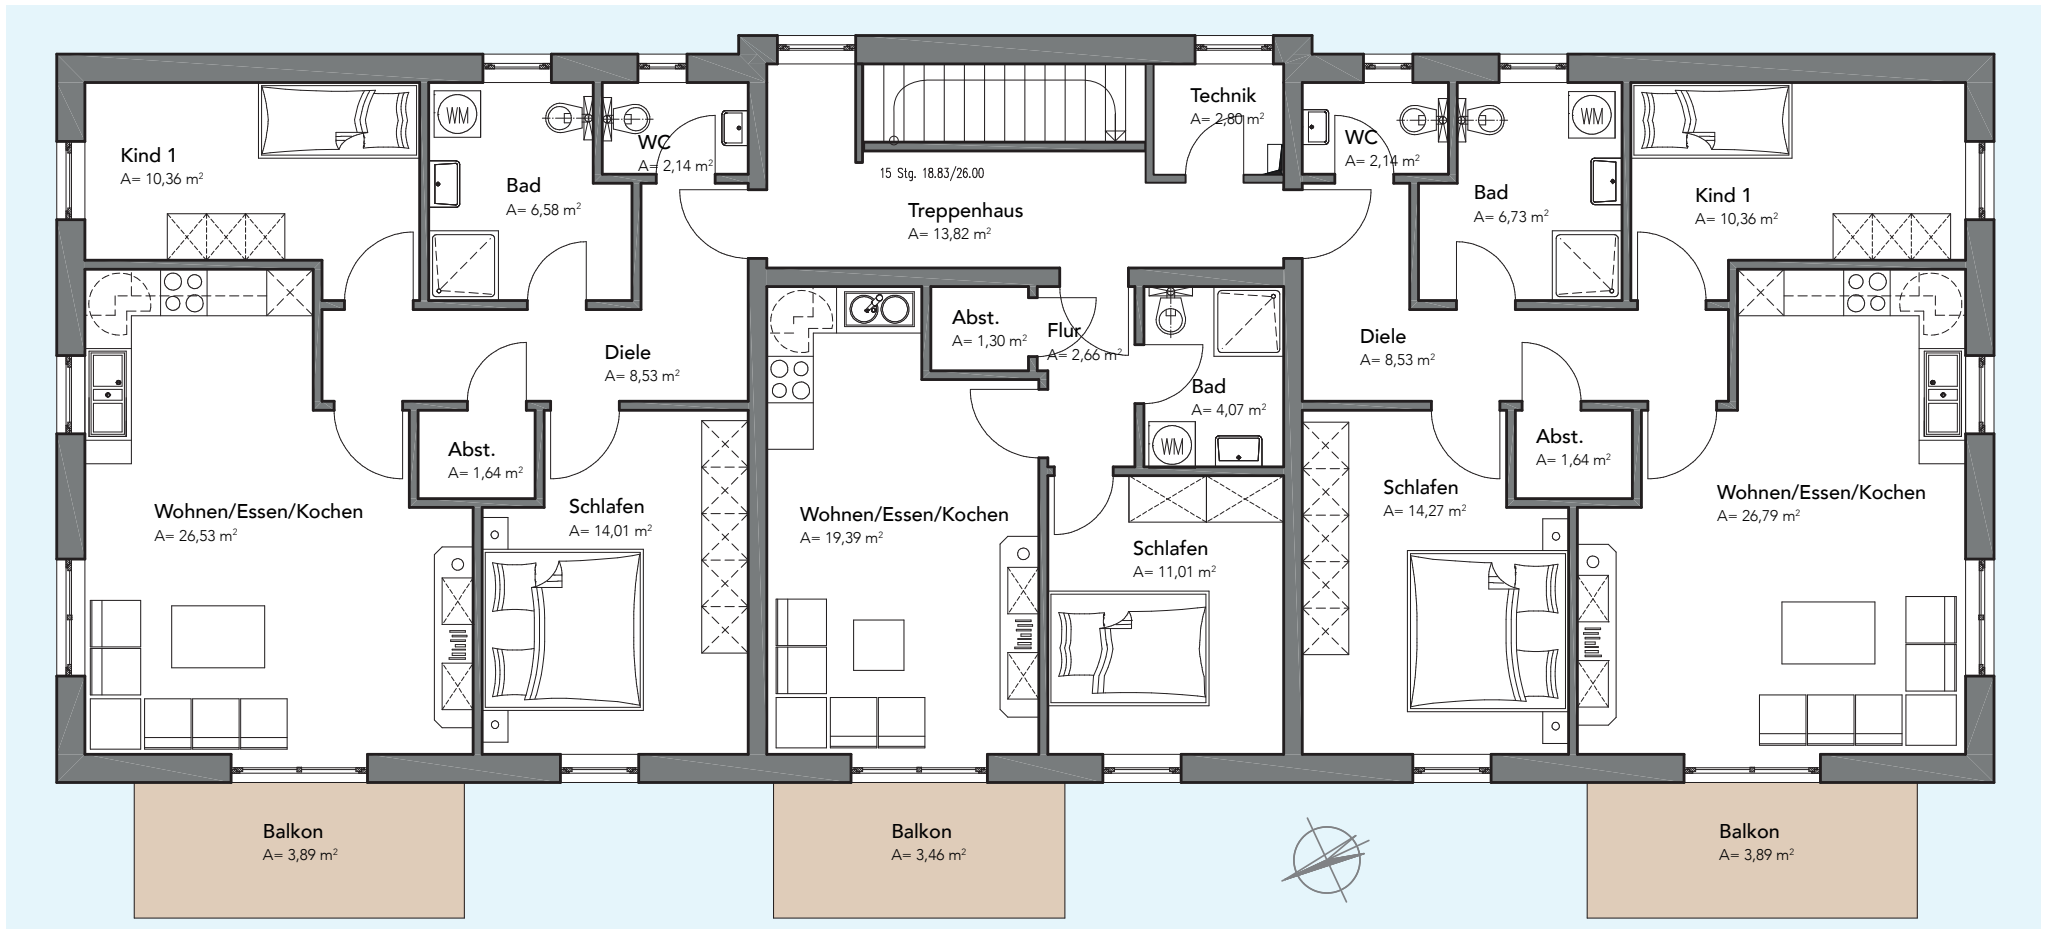 Kind 1
A= 10,36 m²
WM
Bad
A= 6,58 m²
WC
A= 2,14 m²
15 Stg. 18.83/26.00
Treppenhaus
A= 13,82 m²
Technik
A= 2,80 m²
WC
A= 2,14 m²
WM
Bad
A= 6,73 m²
Kind 1
A= 10,36 m²
Diele
A= 8,53 m²
Abst.
A= 1,64 m²
Wohnen/Essen/Kochen
A= 26,53 m²
Schlafen
A= 14,01 m²
Abst.
A= 1,30 m²
Flur
A= 2,66 m²
Bad
A= 4,07 m²
WM
Wohnen/Essen/Kochen
A= 19,39 m²
Schlafen
A= 11,01 m²
Diele
A= 8,53 m²
Abst.
A= 1,64 m²
Schlafen
A= 14,27 m²
Wohnen/Essen/Kochen
A= 26,79 m²
Balkon
A= 3,89 m²
Balkon
A= 3,46 m²
Balkon
A= 3,89 m²